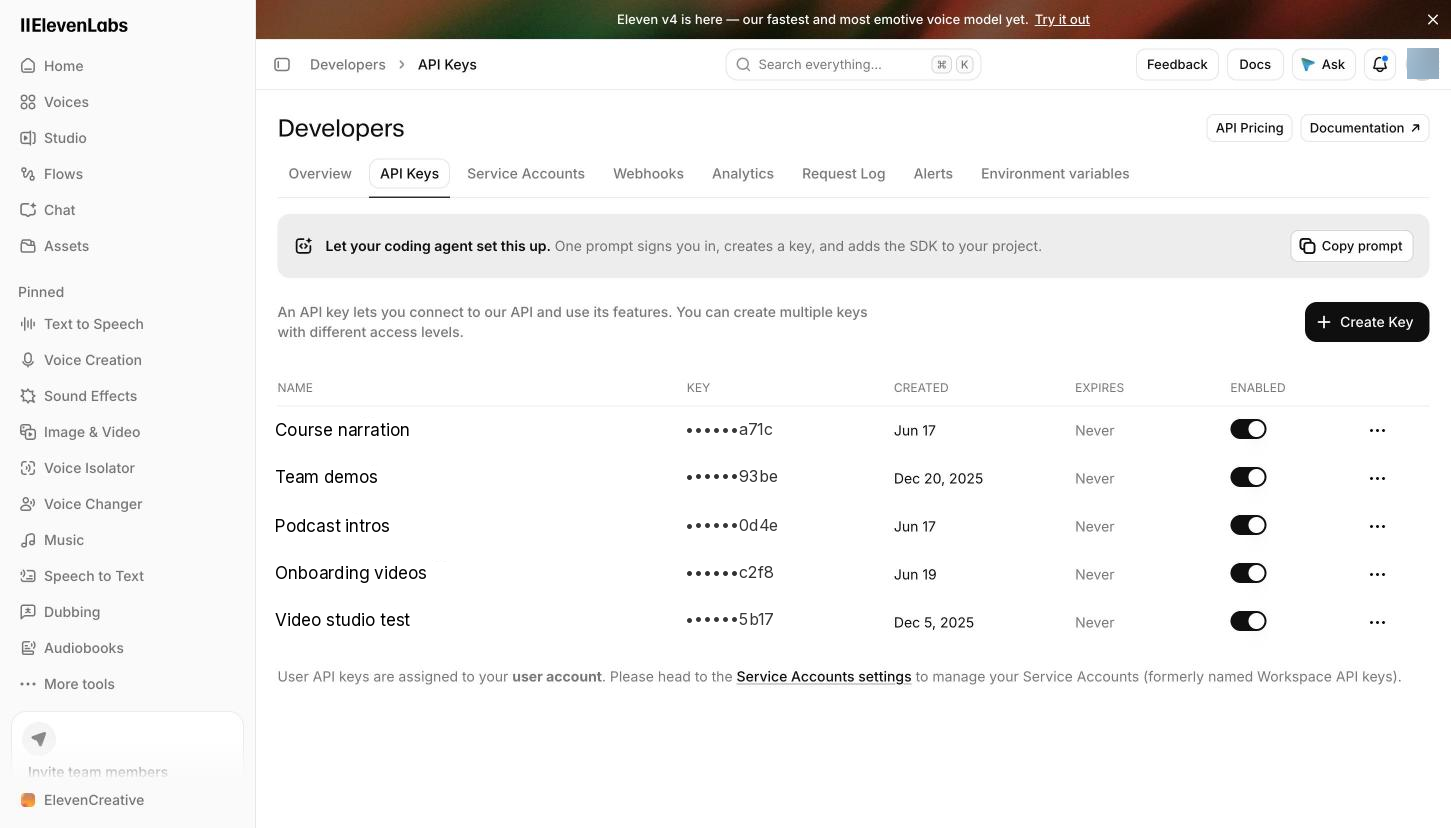 IIElevenLabs
Home
Voices
Studio
Flows
Chat
Assets
Pinned
Text to Speech
Voice Creation
Sound Effects
Image & Video
Voice Isolator
Voice Changer
Music
Speech to Text
Dubbing
Audiobooks
More tools
Invite team members
ElevenCreative
Eleven v4 is here — our fastest and most emotive voice model yet. Try it out
Developers > API Keys
Search everything... ⌘ K
Feedback
Docs
Ask
Developers
API Pricing
Documentation ↗
Overview API Keys Service Accounts Webhooks Analytics Request Log Alerts Environment variables
Let your coding agent set this up. One prompt signs you in, creates a key, and adds the SDK to your project.
Copy prompt
An API key lets you connect to our API and use its features. You can create multiple keys
with different access levels.
+ Create Key
NAME KEY CREATED EXPIRES ENABLED
Course narration ••••••a71c Jun 17 Never ...
Team demos ••••••93be Dec 20, 2025 Never ...
Podcast intros ••••••0d4e Jun 17 Never ...
Onboarding videos ••••••c2f8 Jun 19 Never ...
Video studio test ••••••5b17 Dec 5, 2025 Never ...
User API keys are assigned to your user account. Please head to the Service Accounts settings to manage your Service Accounts (formerly named Workspace API keys).